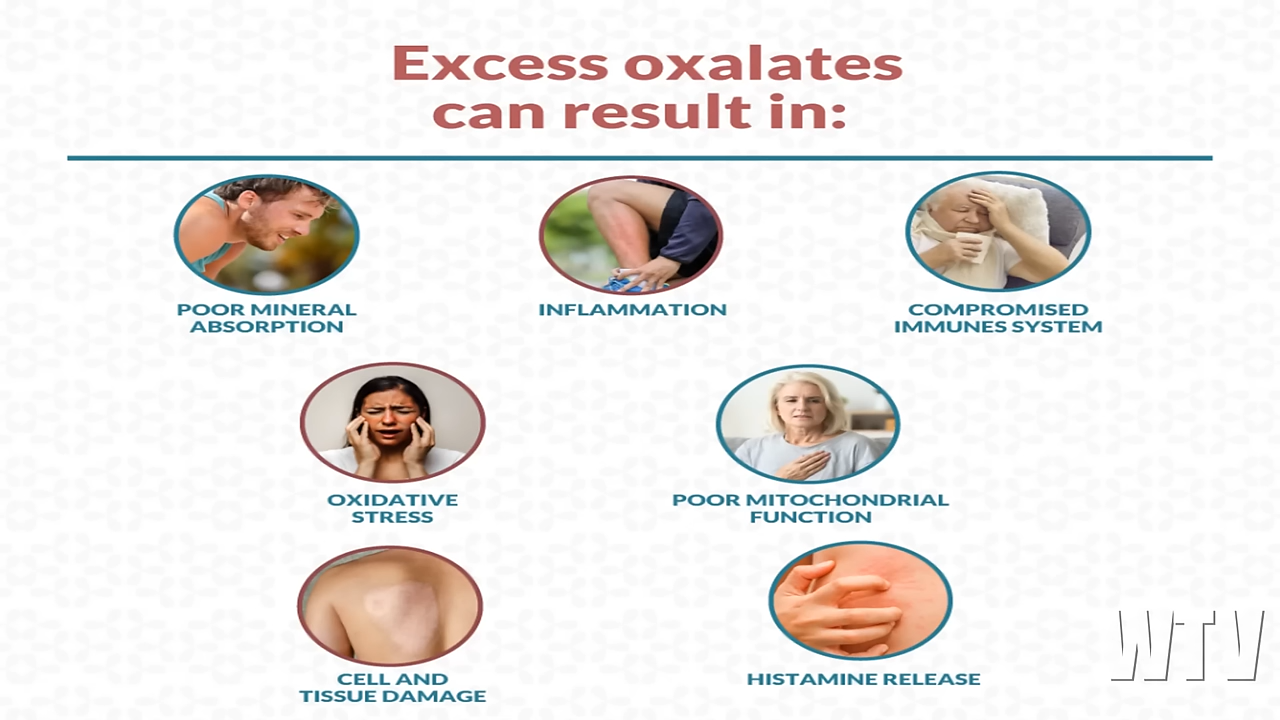 Excess oxalates
can result in:
POOR MINERAL
ABSORPTION
INFLAMMATION
COMPROMISED
IMMUNES SYSTEM
OXIDATIVE
STRESS
POOR MITOCHONDRIAL
FUNCTION
CELL AND
TISSUE DAMAGE
HISTAMINE RELEASE
WTV